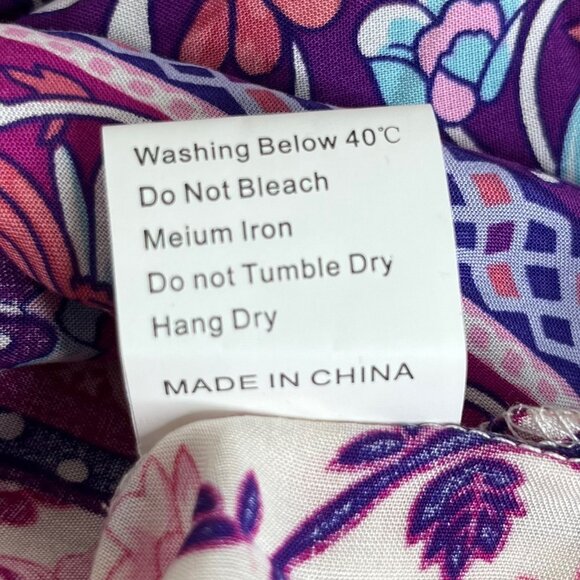 Washing Below 40℃
Do Not Bleach
Meium Iron
Do not Tumble Dry
Hang Dry
MADE IN CHINA